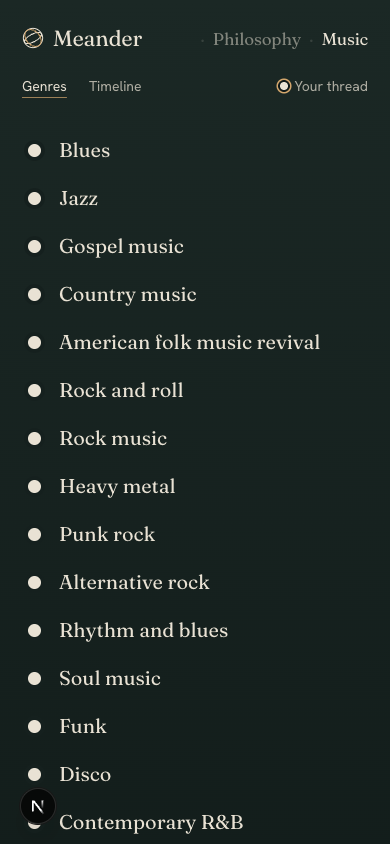 Meander · Philosophy · Music
Genres Timeline Your thread
Blues
Jazz
Gospel music
Country music
American folk music revival
Rock and roll
Rock music
Heavy metal
Punk rock
Alternative rock
Rhythm and blues
Soul music
Funk
Disco
N
Contemporary R&B